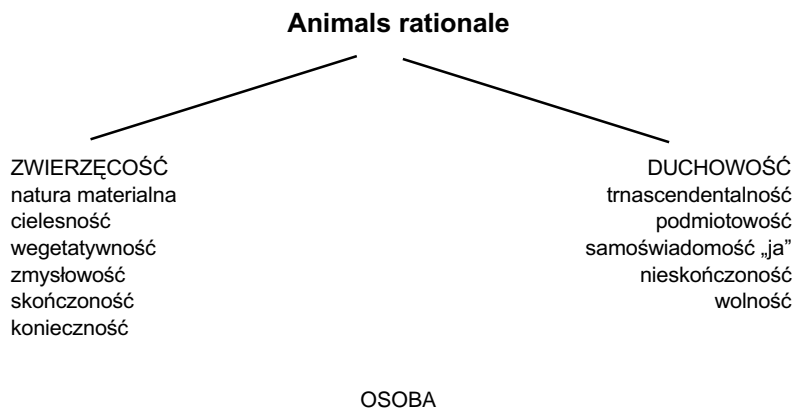 Animals rationale
ZWIERZĘCOŚĆ
natura materialna
cielesność
wegetatywność
zmysłowość
skończoność
konieczność
DUCHOWOŚĆ
trnascendentalność
podmiotowość
samoświadomość „ja”
nieskończoność
wolność
OSOBA